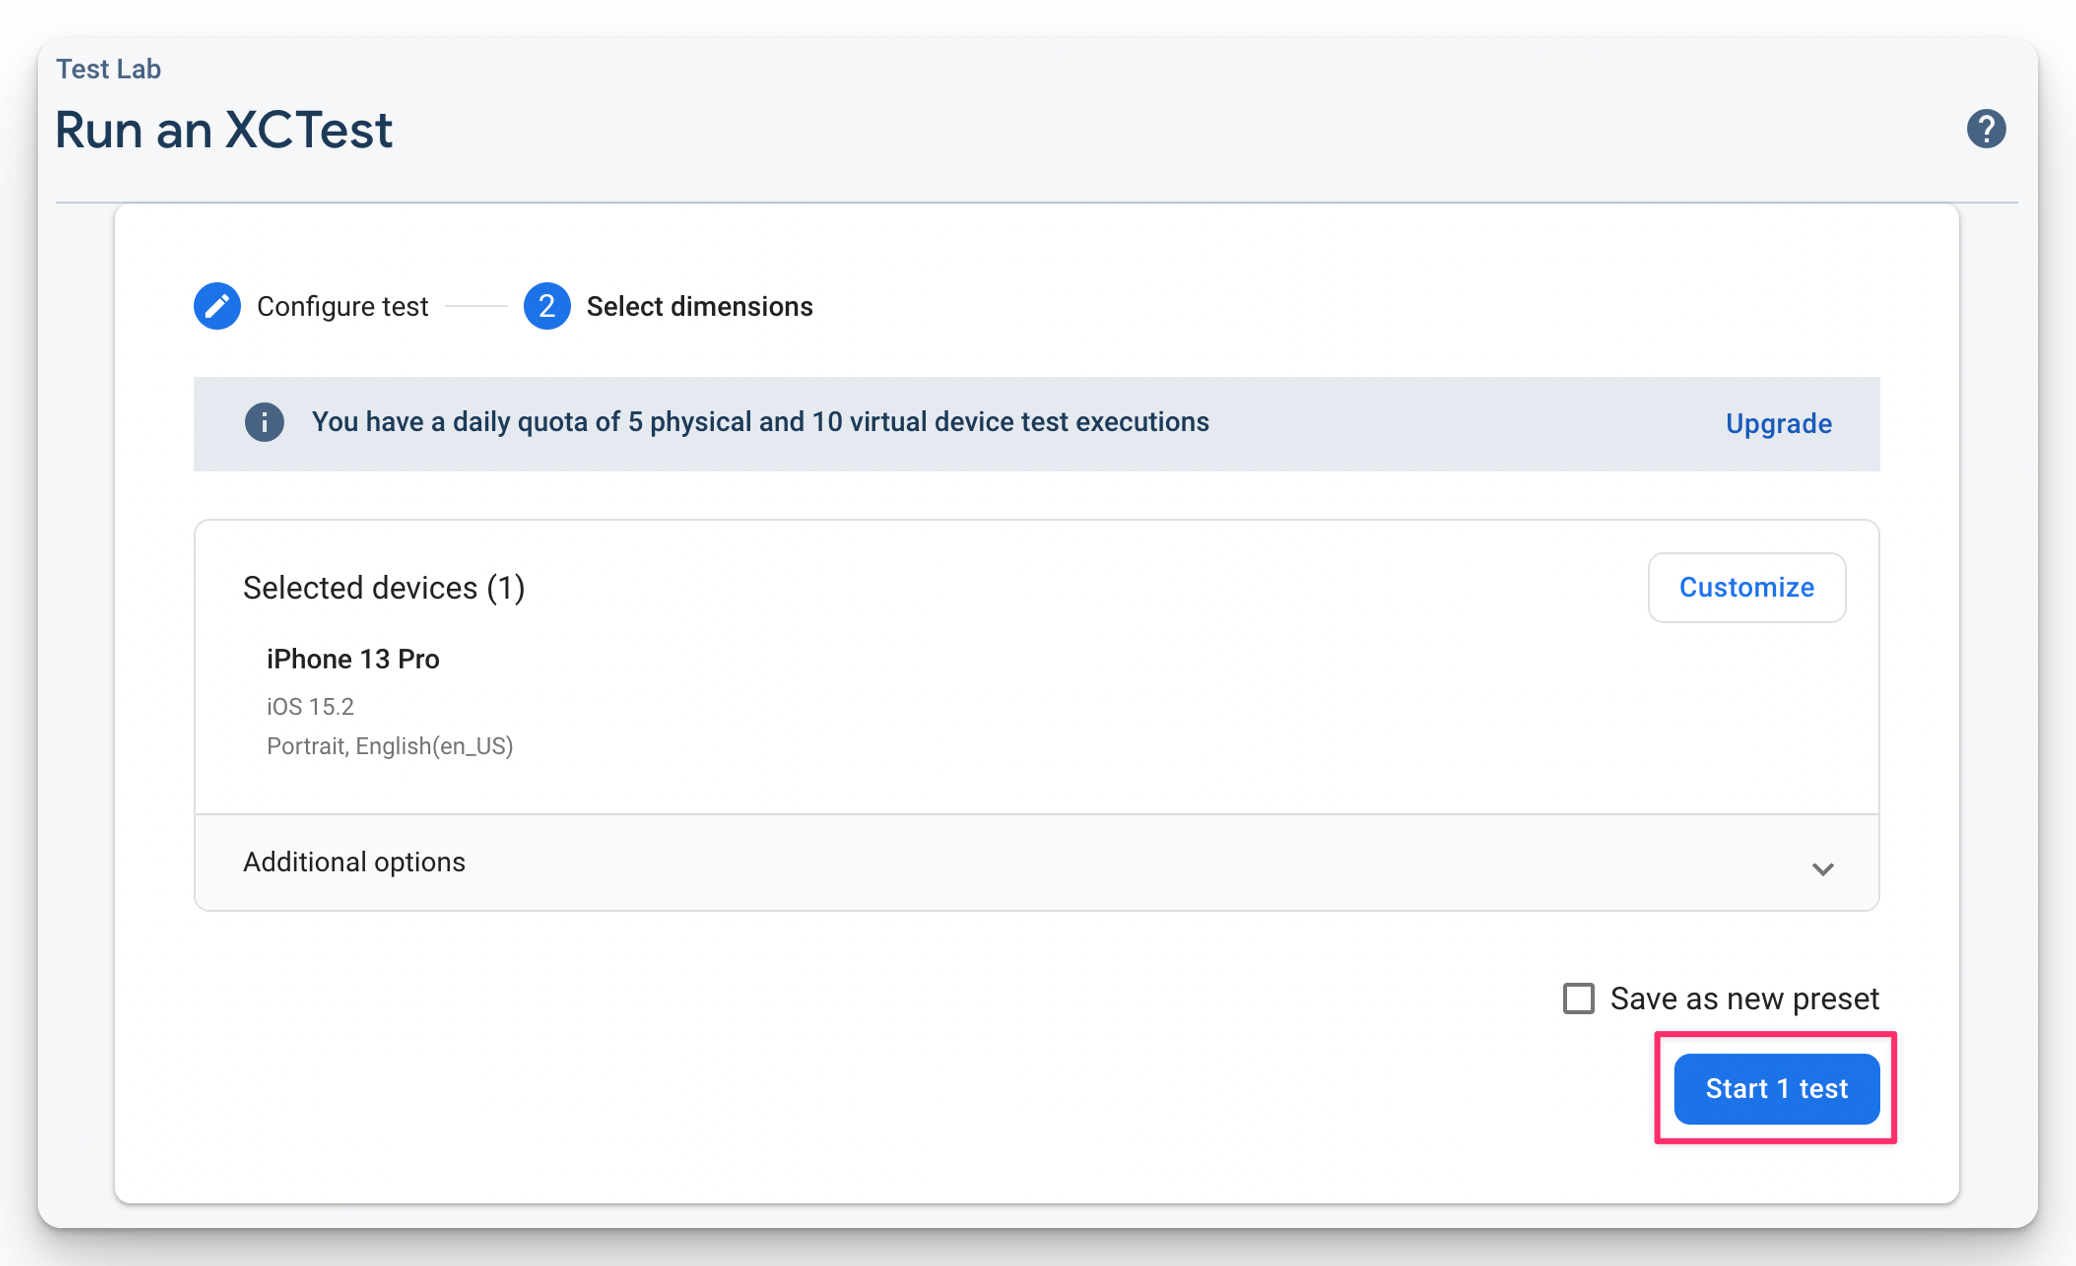 Test Lab
Run an XCTest
?
Configure test
2 Select dimensions
i You have a daily quota of 5 physical and 10 virtual device test executions
Upgrade
Selected devices (1)
Customize
iPhone 13 Pro
iOS 15.2
Portrait, English(en_US)
Additional options
Save as new preset
Start 1 test